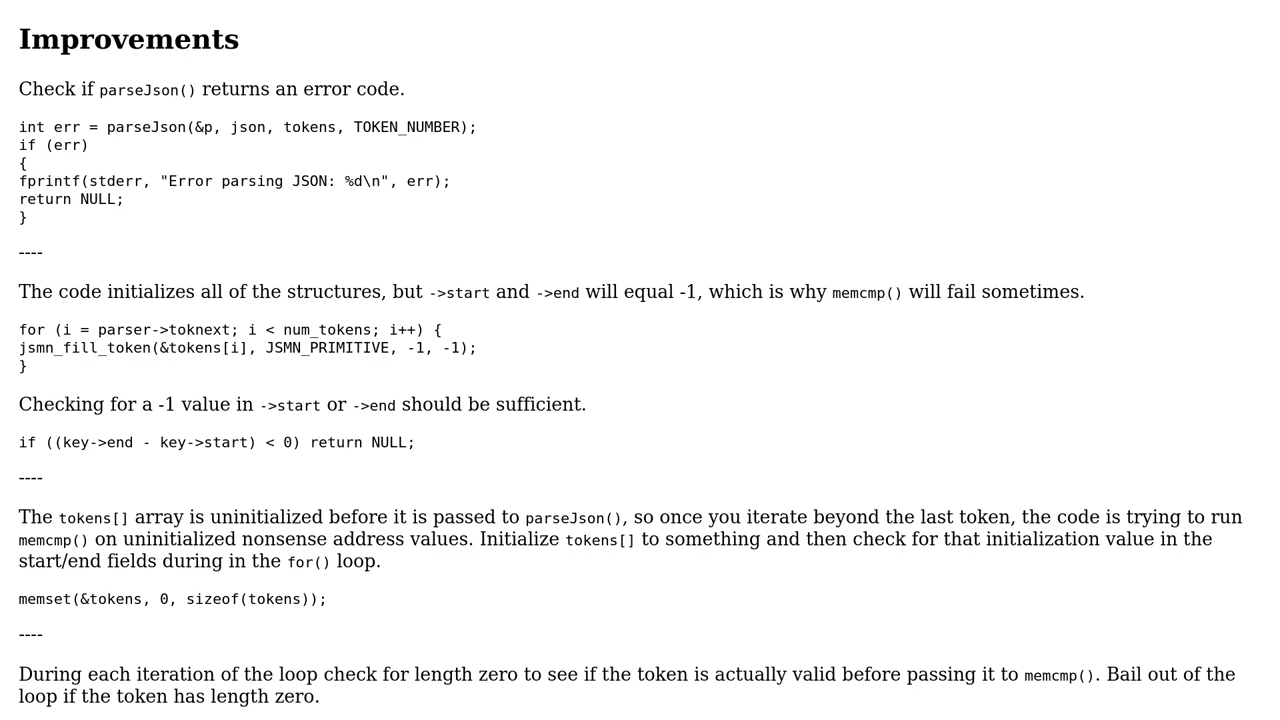 Improvements
Check if parseJson() returns an error code.
int err = parseJson(&p, json, tokens, TOKEN_NUMBER);
if (err)
{
fprintf(stderr, "Error parsing JSON: %d\n", err);
return NULL;
}
----
The code initializes all of the structures, but ->start and ->end will equal -1, which is why memcmp() will fail sometimes.
for (i = parser->toknext; i < num_tokens; i++) {
jsmn_fill_token(&tokens[i], JSMN_PRIMITIVE, -1, -1);
}
Checking for a -1 value in ->start or ->end should be sufficient.
if ((key->end - key->start) < 0) return NULL;
----
The tokens[] array is uninitialized before it is passed to parseJson(), so once you iterate beyond the last token, the code is trying to run
memcmp() on uninitialized nonsense address values. Initialize tokens[] to something and then check for that initialization value in the
start/end fields during in the for() loop.
memset(&tokens, 0, sizeof(tokens));
----
During each iteration of the loop check for length zero to see if the token is actually valid before passing it to memcmp(). Bail out of the
loop if the token has length zero.